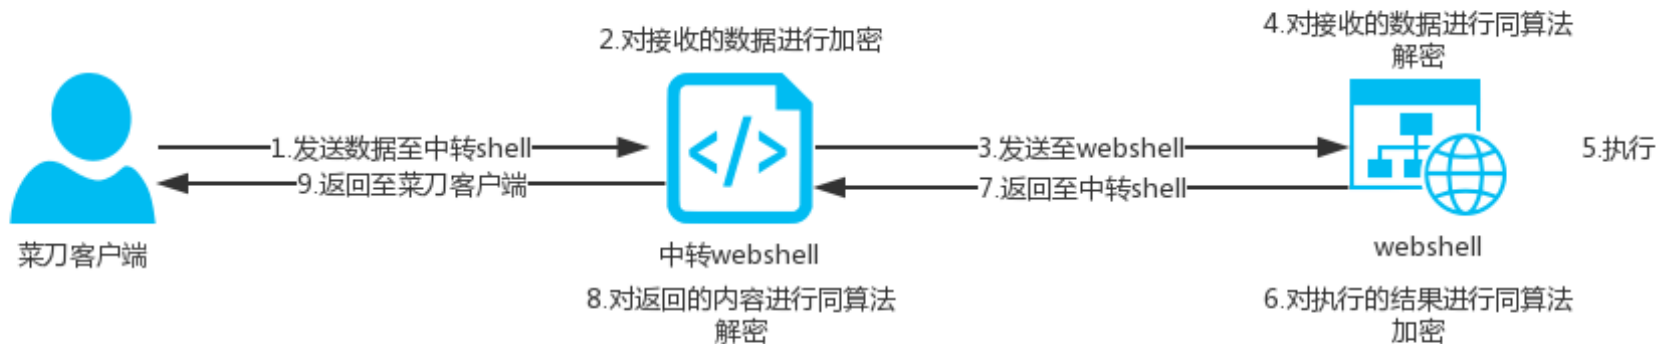 2.对接收的数据进行加密
4.对接收的数据进行同算法
解密
1.发送数据至中转shell
3.发送至webshell
5.执行
9.返回至菜刀客户端
7.返回至中转shell
菜刀客户端
中转webshell
webshell
8.对返回的内容进行同算法
解密
6.对执行的结果进行同算法
加密